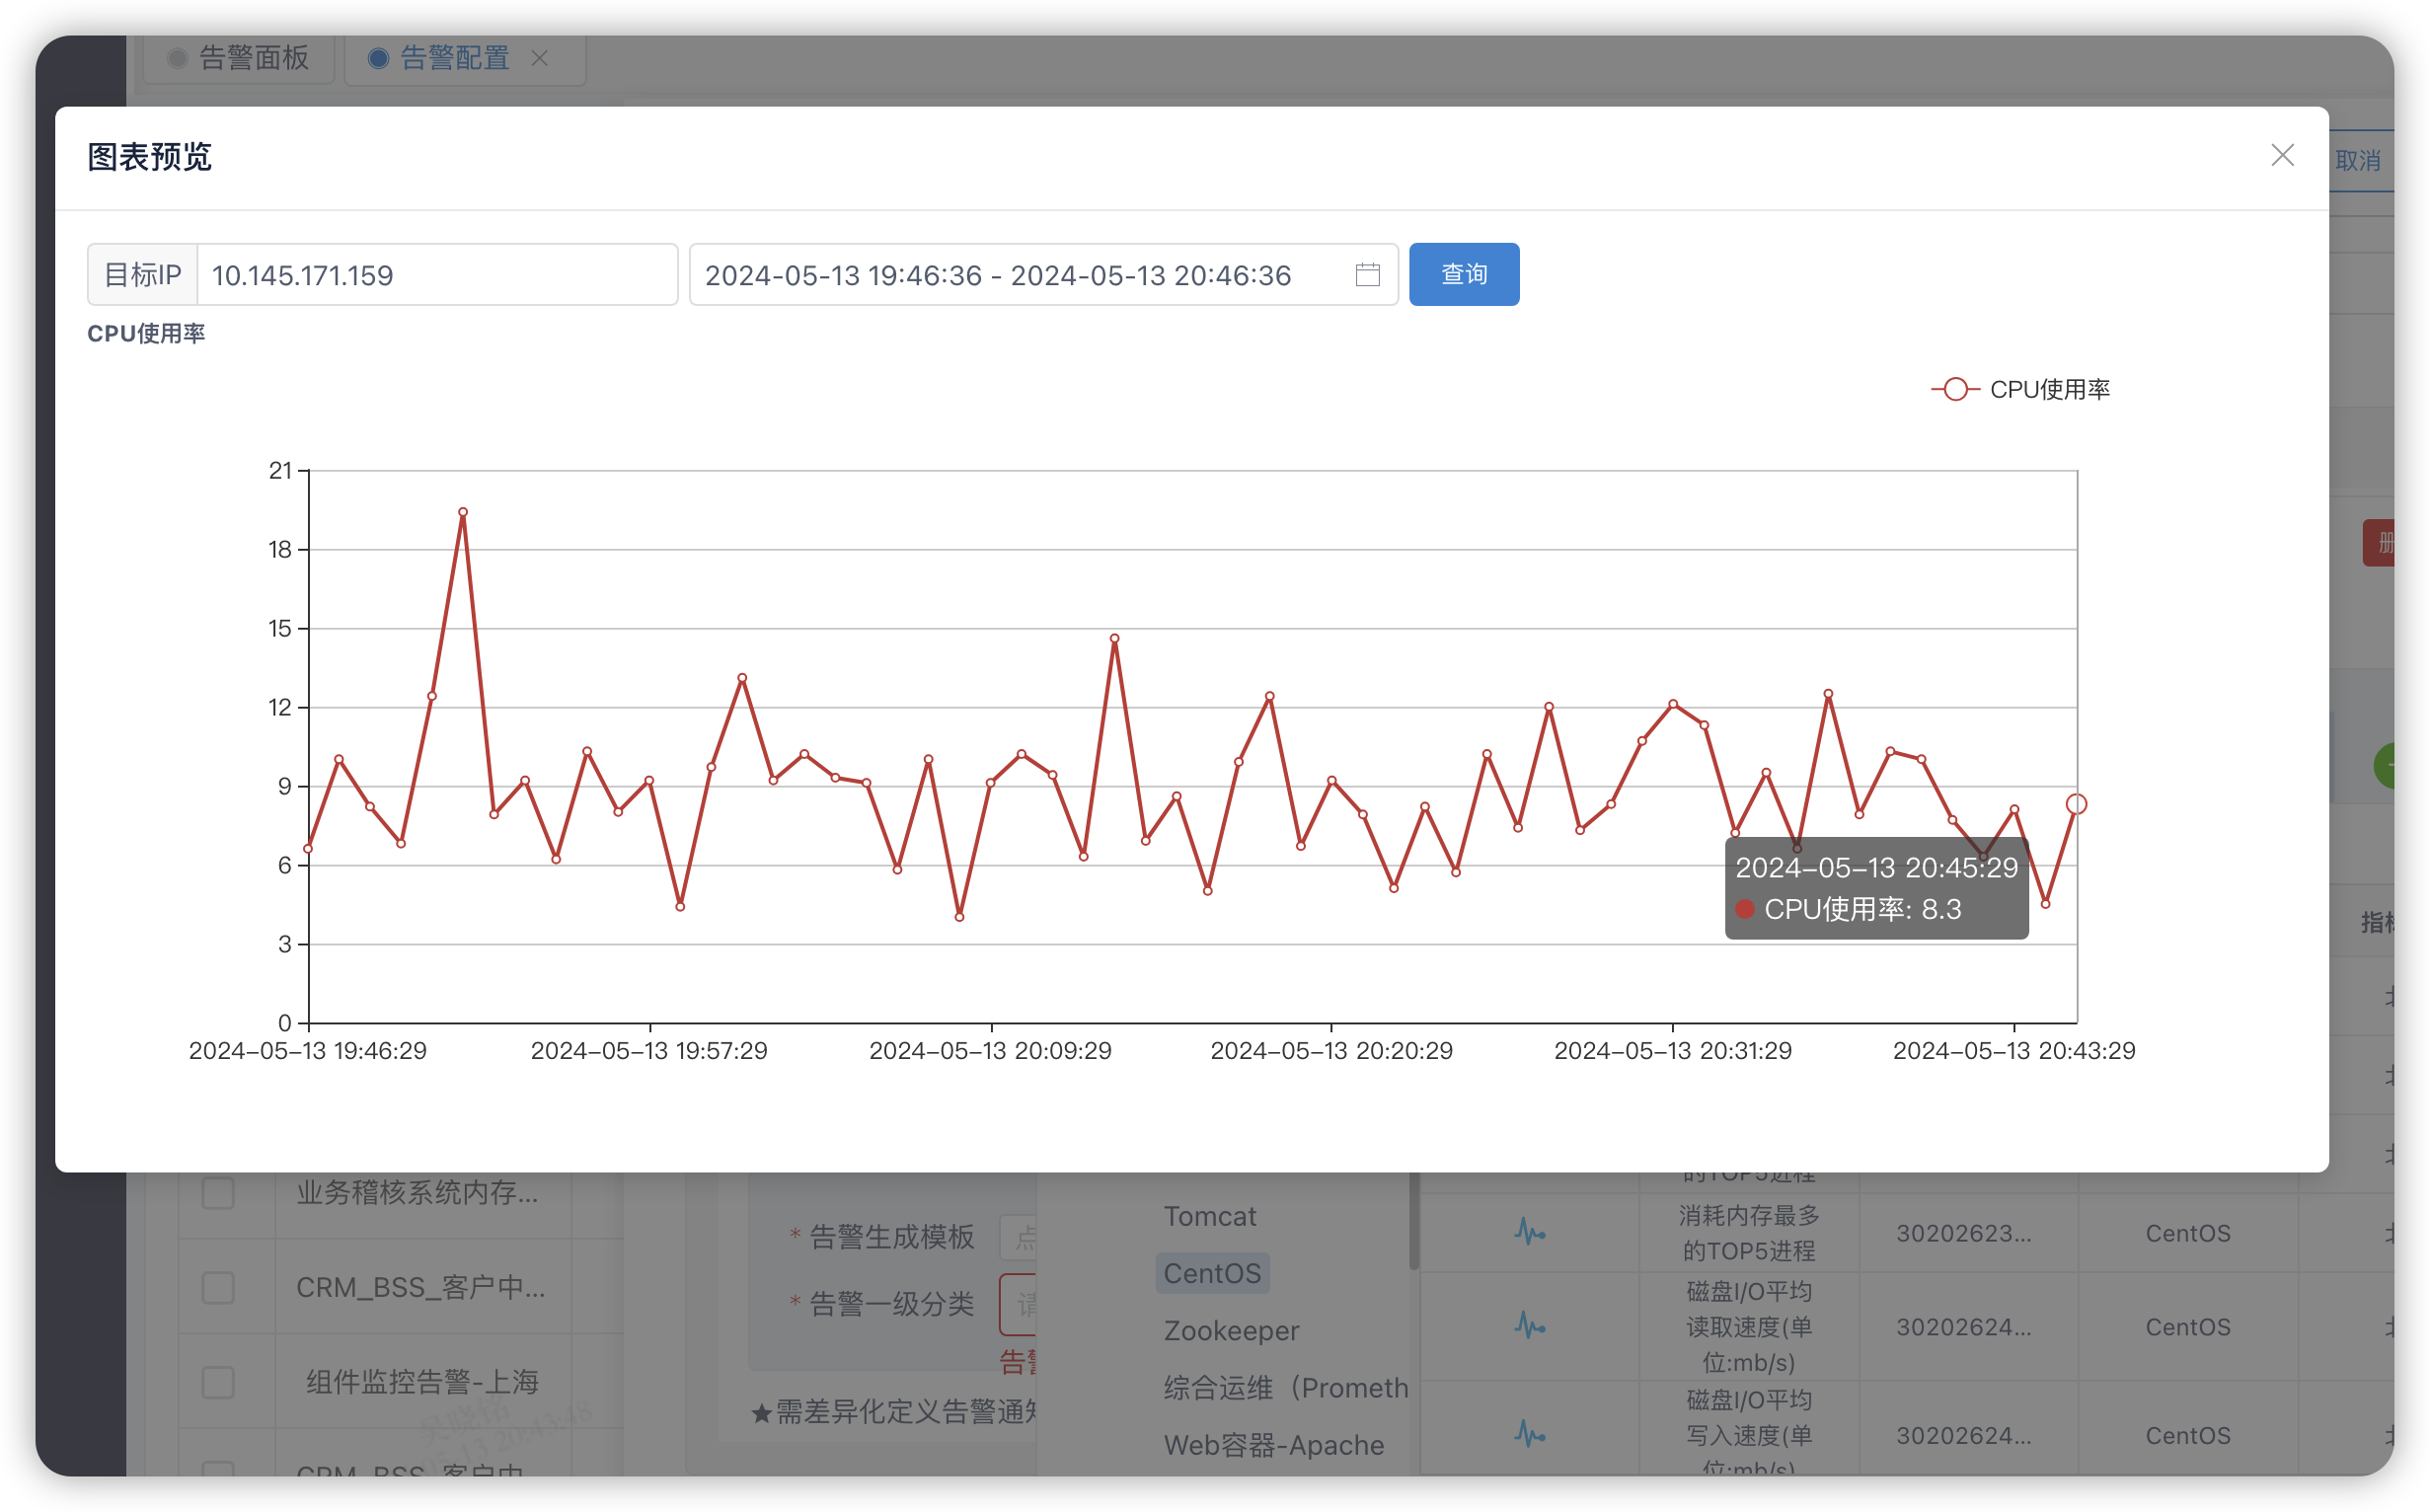 告警面板
告警配置
取消
图表预览
目标IP
10.145.171.159
2024-05-13 19:46:36 - 2024-05-13 20:46:36
查询
CPU使用率
CPU使用率
21
18
15
12
9
6
3
0
2024-05-13 20:45:29
CPU使用率: 8.3
2024-05-13 19:46:29
2024-05-13 19:57:29
2024-05-13 20:09:29
2024-05-13 20:20:29
2024-05-13 20:31:29
2024-05-13 20:43:29
删
指标
业务稽核系统内存...
CRM_BSS_客户中...
组件监控告警-上海
CRM_BSS_客户中
吴晓铭
05-13 20:43:48
* 告警生成模板
点
* 告警一级分类
请
告警
★需差异化定义告警通知
Tomcat
CentOS
Zookeeper
综合运维（Prometh
Web容器-Apache
的TOP5进程
消耗内存最多
的TOP5进程
30202623...
CentOS
磁盘I/O平均
读取速度(单
位:mb/s)
30202624...
CentOS
磁盘I/O平均
写入速度(单
位:mb/s)
30202624...
CentOS